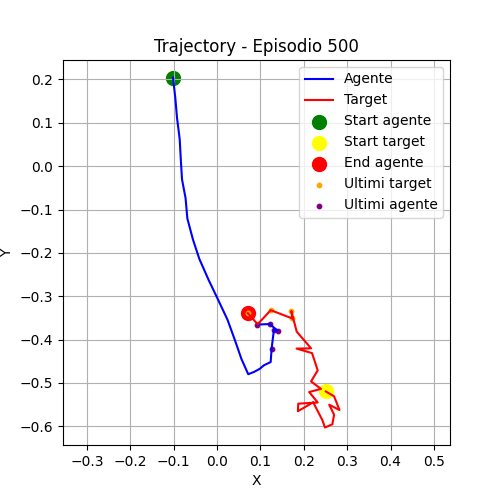 Trajectory - Episodio 500
Agente
Target
Start agente
Start target
End agente
Ultimi target
Ultimi agente
0.2
0.1
0.0
−0.1
−0.2
−0.3
−0.4
−0.5
−0.6
Y
−0.3 −0.2 −0.1 0.0 0.1 0.2 0.3 0.4 0.5
X